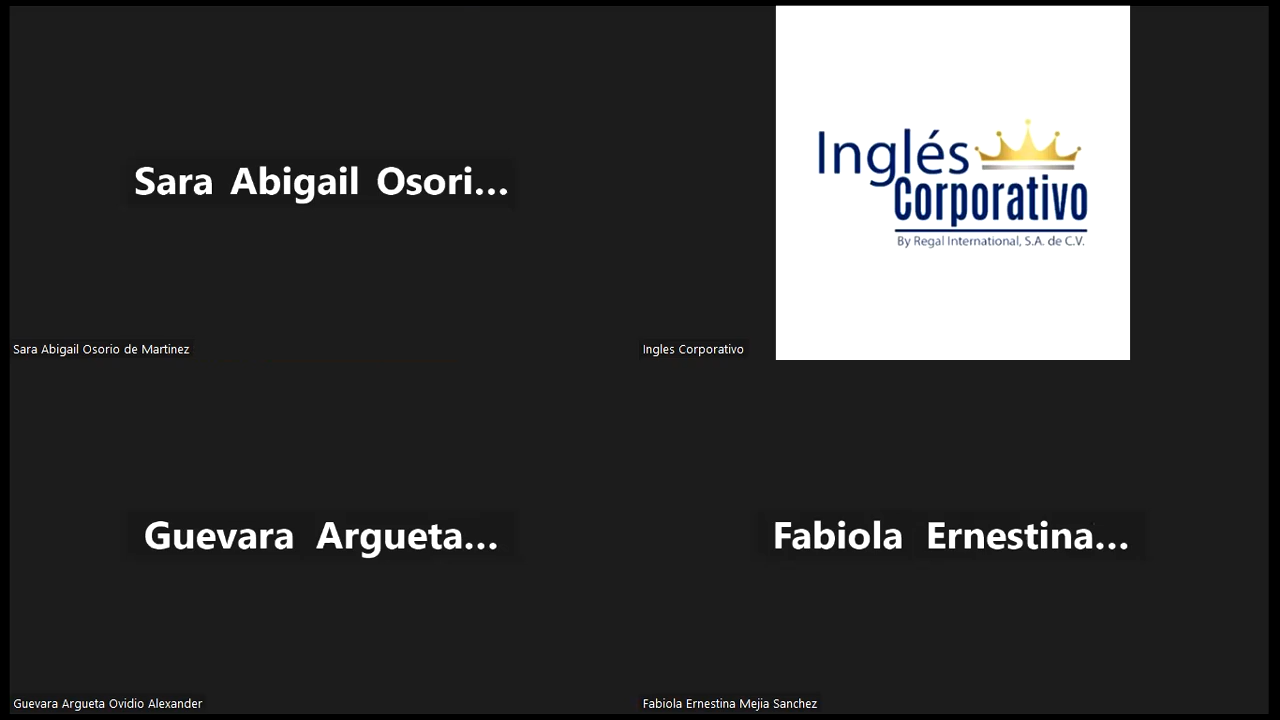 Sara Abigail Osori...
Sara Abigail Osorio de Martinez
Inglés
Corporativo
By Regal International, S.A. de C.V.
Ingles Corporativo
Guevara Argueta...
Guevara Argueta Ovidio Alexander
Fabiola Ernestina...
Fabiola Ernestina Mejia Sanchez